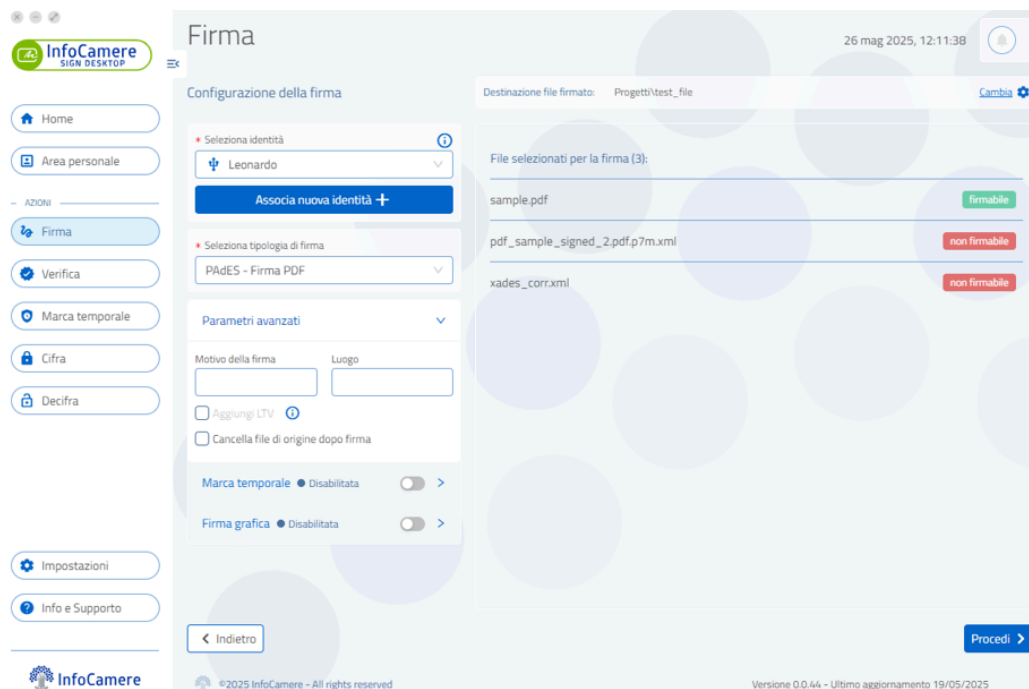 InfoCamere
SIGN DESKTOP
Home
Area personale
AZIONI
Firma
Verifica
Marca temporale
Cifra
Decifra
Impostazioni
Info e Supporto
InfoCamere
Firma
26 mag 2025, 12:11:38
Configurazione della firma
* Seleziona identità
Leonardo
Associa nuova identità +
* Seleziona tipologia di firma
PAdES - Firma PDF
Parametri avanzati
Motivo della firma Luogo
Aggiungi LTV
Cancella file di origine dopo firma
Marca temporale Disabilitata
Firma grafica Disabilitata
Destinazione file firmato: Progetti\test_file Cambia
File selezionati per la firma (3):
sample.pdf firmabile
pdf_sample_signed_2.pdf.p7m.xml non firmabile
xades_corr.xml non firmabile
Indietro
Procedi
©2025 InfoCamere - All rights reserved
Versione 0.0.44 - Ultimo aggiornamento 19/05/2025